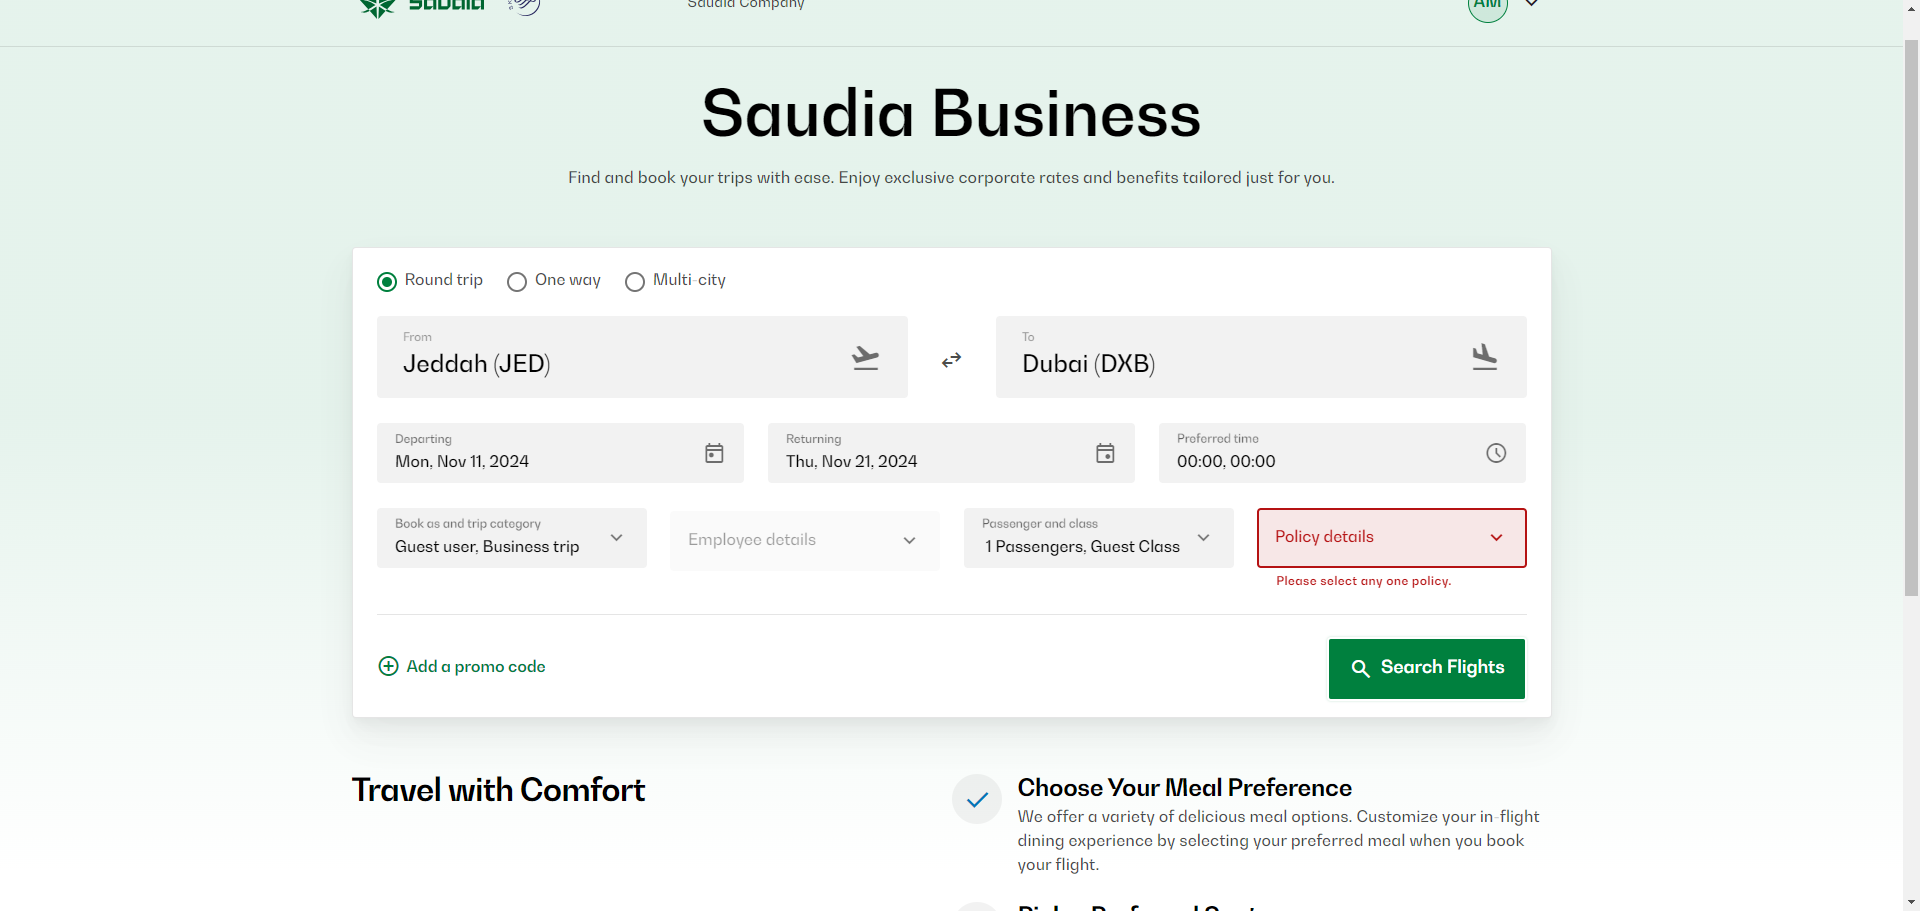 saudia
Saudia Company
AM
Saudia Business
Find and book your trips with ease. Enjoy exclusive corporate rates and benefits tailored just for you.
Round trip
One way
Multi-city
From
Jeddah (JED)
To
Dubai (DXB)
Departing
Mon, Nov 11, 2024
Returning
Thu, Nov 21, 2024
Preferred time
00:00, 00:00
Book as and trip category
Guest user, Business trip
Employee details
Passenger and class
1 Passengers, Guest Class
Policy details
Please select any one policy.
Add a promo code
Search Flights
Travel with Comfort
Choose Your Meal Preference
We offer a variety of delicious meal options. Customize your in-flight
dining experience by selecting your preferred meal when you book
your flight.